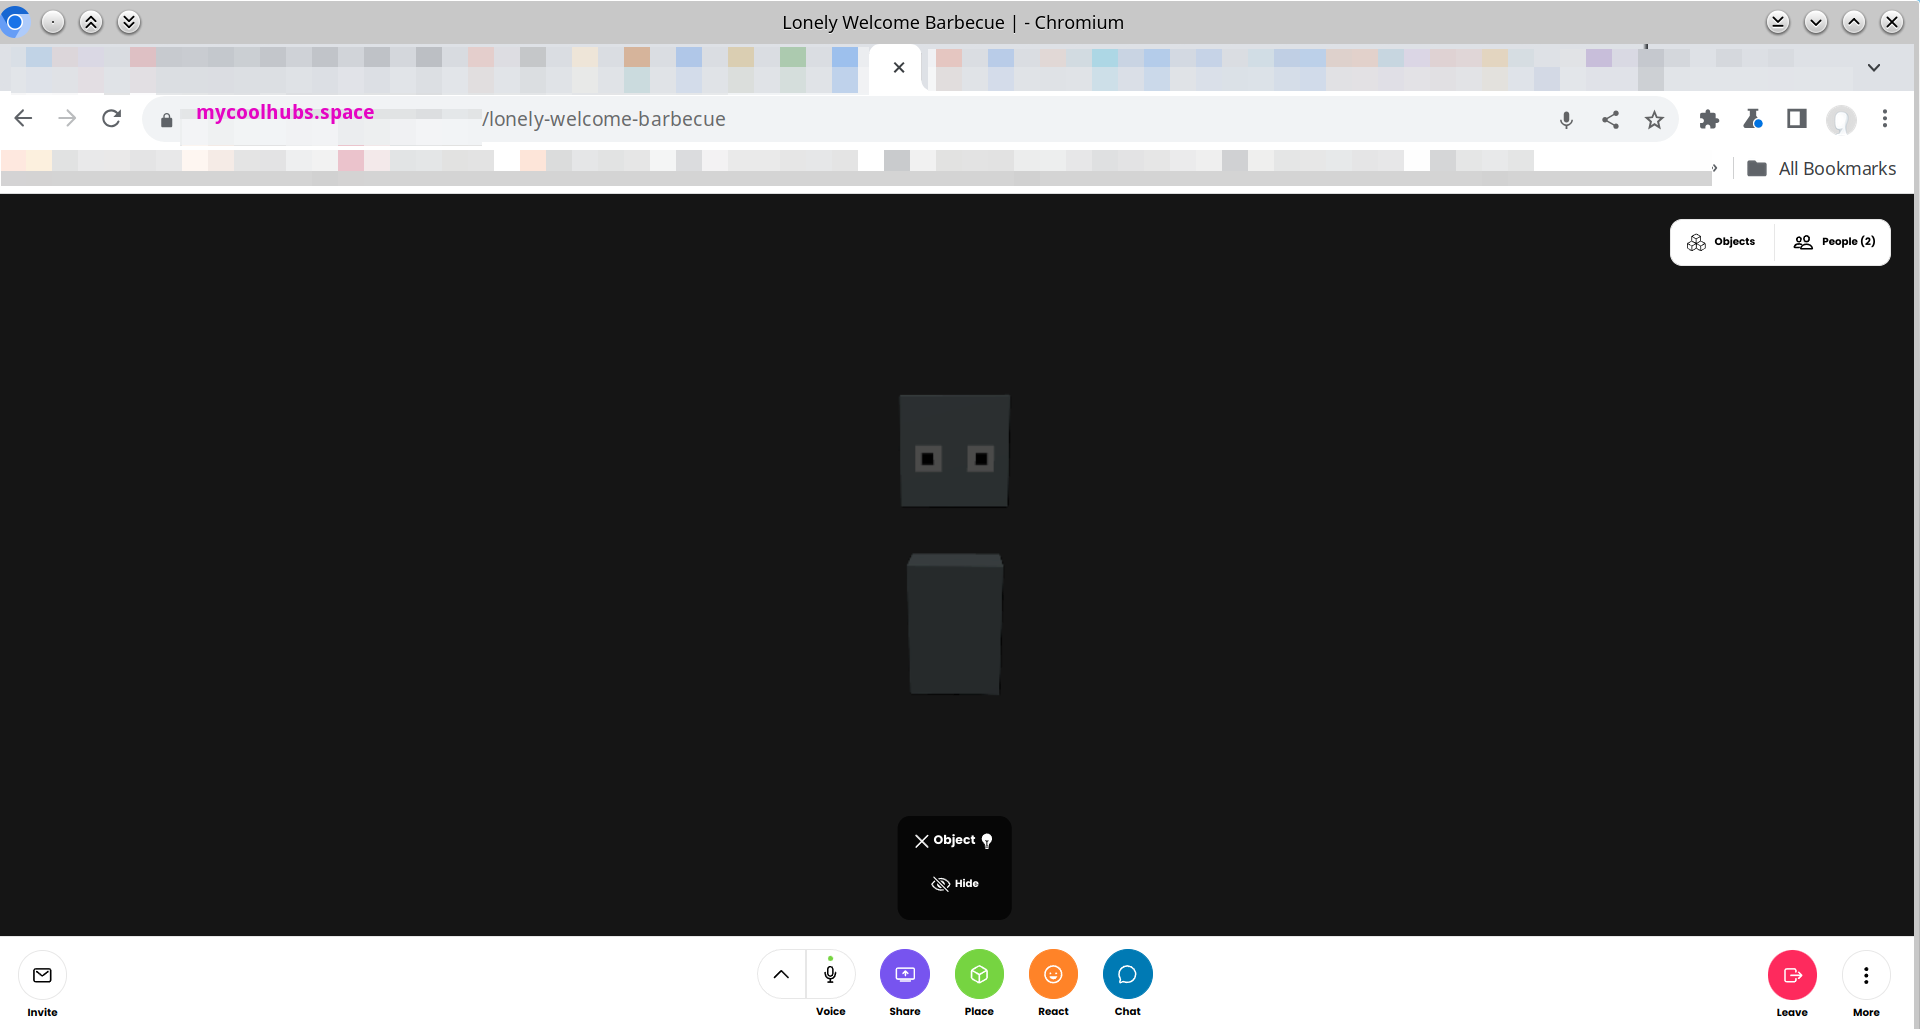 Lonely Welcome Barbecue | - Chromium
mycoolhubs.space
/lonely-welcome-barbecue
All Bookmarks
Objects
People (2)
Object
Hide
Invite
Voice
Share
Place
React
Chat
Leave
More